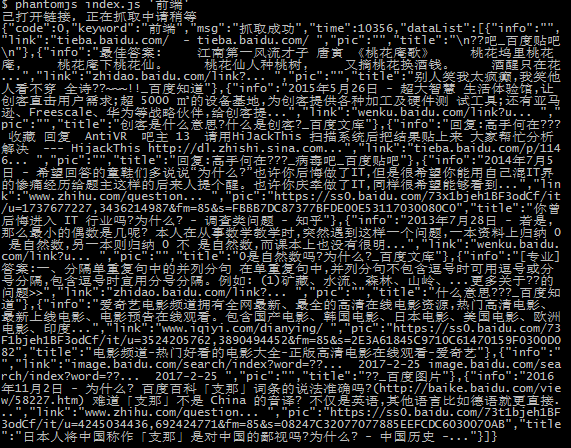 $ phantomjs index.js '前端'
已打开链接, 正在抓取中请稍等
{"code":0,"keyword":"前端","msg":"抓取成功","time":10356,"dataList":[{"info":"",
"link":"tieba.baidu.com/  - tieba.baidu.com/ ","pic":"","title":"\n??吧_百度贴吧
\n"},{"info":"最佳答案:      江南第一风流才子 唐寅 《桃花庵歌》     桃花坞里桃花
庵，     桃花庵下桃花仙。     桃花仙人种桃树，     又摘桃花换酒钱。     酒醒只在花
...","link":"zhidao.baidu.com/link?... ","pic":"","title":"别人笑我太疯癫,我笑他
人看不穿 全诗??~~~!!_百度知道"},{"info":"2015年5月26日 - 超大智慧 生活体验馆,让
创客直击用户需求;超 5000 ㎡的设备基地,为创客提供各种加工及硬件测 试工具;还有亚马
逊、Freescale、华为等战略伙伴,给创客提...","link":"wenku.baidu.com/link?u... ","
pic":"","title":"创客是什么意思?什么是创客?_百度文库"},{"info":"回复:高手何在???
收藏 回复  AntiVR  吧主 13  请用HijackThis 扫描系统后把结果贴上来 大家帮忙分析
解决  --- HijackThis http://dl.zhishi.sina.com...","link":"tieba.baidu.com/p/114
6... ","pic":"","title":"回复:高手何在???_病毒吧_百度贴吧"},{"info":"2014年7月5
日 - 希望回答的童鞋们多说说“为什么?”也许你后悔做了IT,但是很希望你能用自己混IT界
的惨痛经历给题主这样的后来人提个醒。也许你庆幸做了IT,同样很希望能够看到...","link"
:"www.zhihu.com/question... ","pic":"https://ss0.baidu.com/73x1bjeh1BF3odCf/it/u
=1737677227,3436214987&fm=85&s=FBB87DC87377BFDE00E5311703008OC0","title":"你曾
后悔进入 IT 行业吗?为什么? - 调查类问题 - 知乎"},{"info":"2013年7月28日 - 若是,
那么最小的偶数是几呢? 本人在从事数学教学时,突然遇到这样一个问题,一本资料上归纳 0
是自然数,另一本则归纳 0 不 是自然数,而课本上也没有很明...","link":"wenku.baidu.c
om/link?u... ","pic":"","title":"0是自然数吗?为什么?_百度文库"},{"info":"[专业]
答案:一、分隔单重复句中的并列分句 在单重复句中,并列分句不包含逗号时可用逗号或分
号分隔,包含逗号时宜用分号分隔。例如: (1)矿藏、水流、森林、山岭、...更多关于??的
问题>>","link":"zhidao.baidu.com/link?... ","pic":"","title":"什么意思???_百度知
道"},{"info":"爱奇艺电影频道拥有全网最新、最全的高清在线电影资源,热门高清电影、
最新上线电影、电影预告在线观看。包含国产电影、韩国电影、日本电影、美国电影、欧洲
电影、印度...","link":"www.iqiyi.com/dianying/ ","pic":"https://ss0.baidu.com/73
F1bjeh1BF3odCf/it/u=3524205762,3890494452&fm=85&s=2E3A61845C9710C61470159F0300D0
82","title":"电影频道-热门好看的电影大全-正版高清电影在线观看-爱奇艺"},{"info":""
,"link":"image.baidu.com/search/index?word=??...  2017-2-25 image.baidu.com/sear
ch/index?word=??...  2017-2-25 ","pic":"","title":"??_百度图片"},{"info":"2016
年11月2日 - 为什么? 百度百科「支那」词条的说法准确吗?(http://baike.baidu.com/vie
w/58227.htm) 难道「支那」不是 China 的音译? 不仅是英语,其他语言比如德语就更直接.
..","link":"www.zhihu.com/question... ","pic":"https://ss0.baidu.com/73t1bjeh1BF
3odCf/it/u=4245034436,692424771&fm=85&s=08247C32077077885EEFCDC6030070AB","title
":"日本人将中国称作「支那」是对中国的鄙视吗?为什么? - 中国历史 -..."}]}